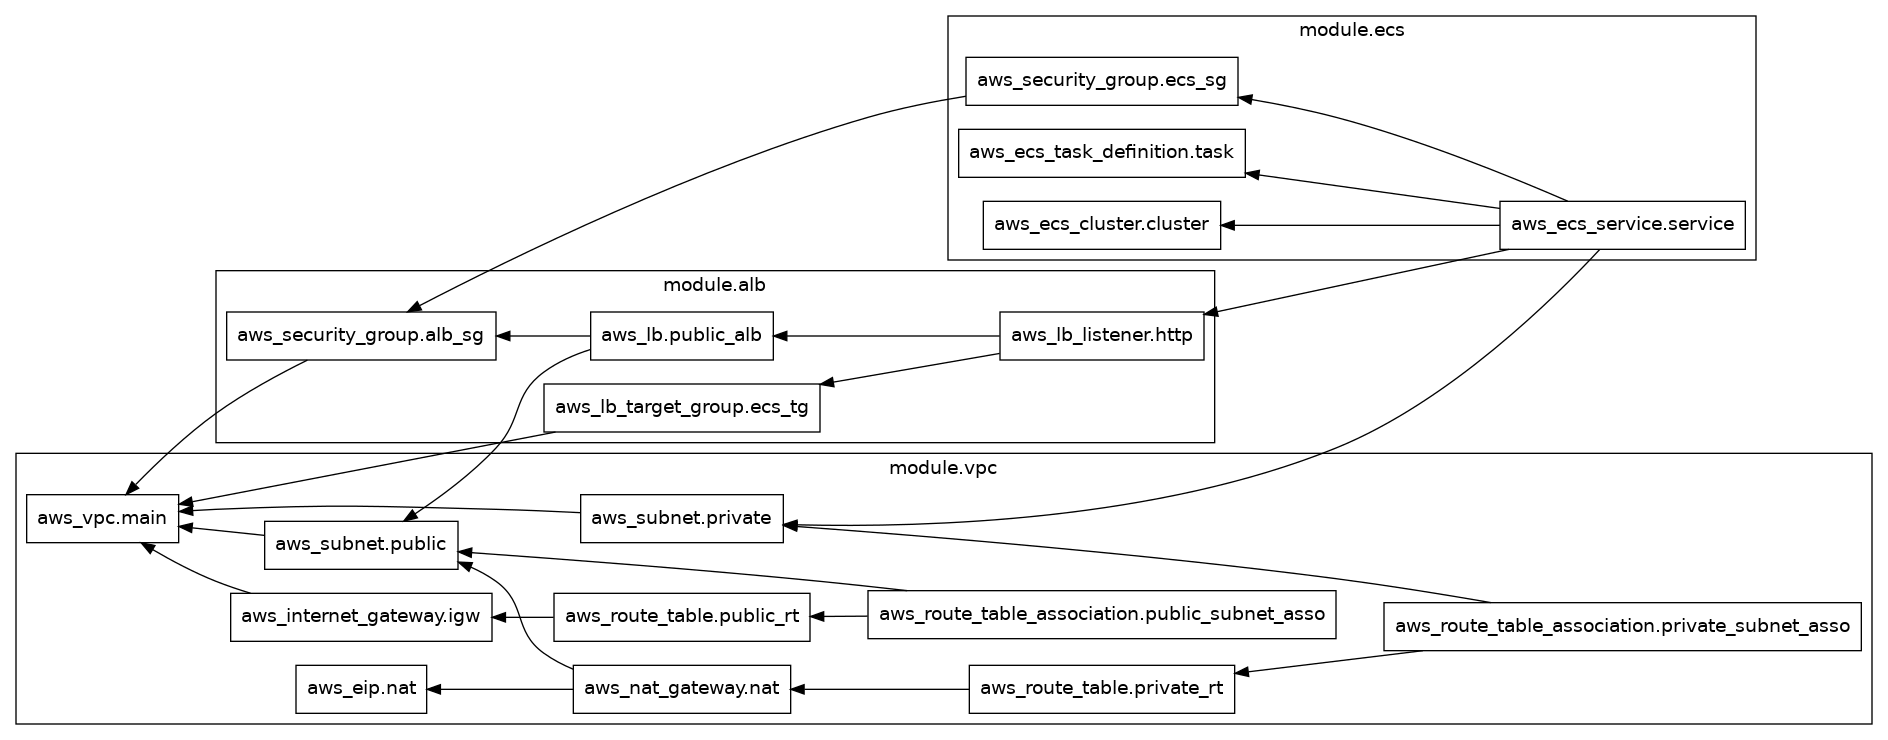 module.ecs
aws_security_group.ecs_sg
aws_ecs_task_definition.task
aws_ecs_cluster.cluster
aws_ecs_service.service
module.alb
aws_security_group.alb_sg
aws_lb.public_alb
aws_lb_listener.http
aws_lb_target_group.ecs_tg
module.vpc
aws_vpc.main
aws_subnet.private
aws_subnet.public
aws_internet_gateway.igw
aws_route_table.public_rt
aws_route_table_association.public_subnet_asso
aws_route_table_association.private_subnet_asso
aws_eip.nat
aws_nat_gateway.nat
aws_route_table.private_rt